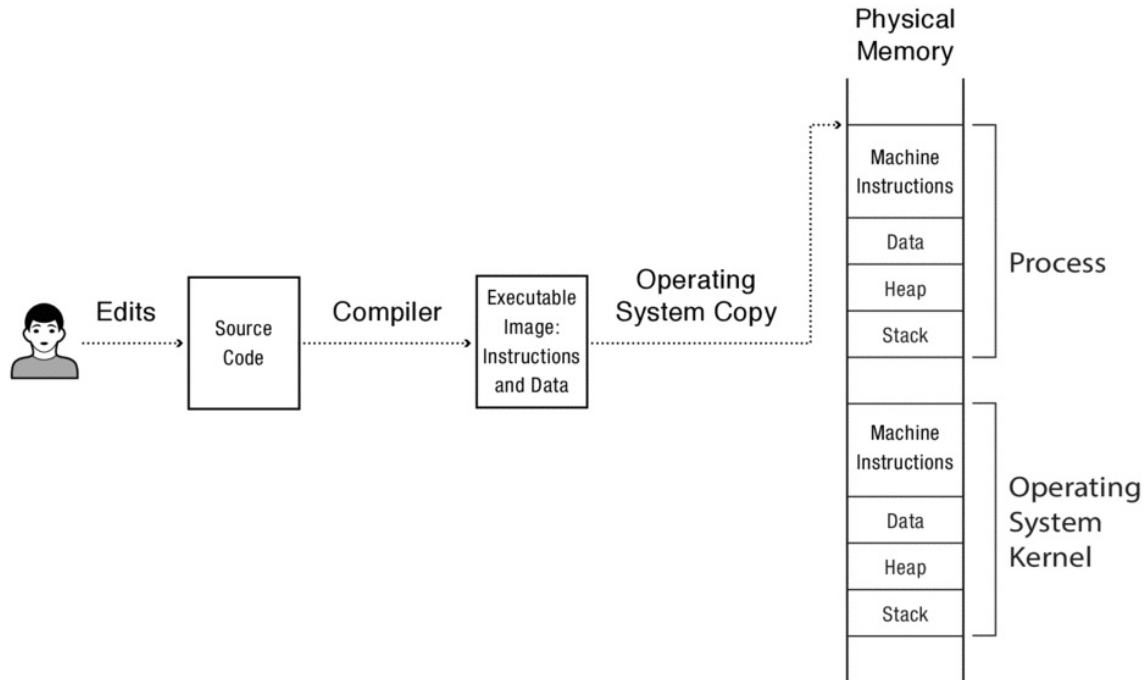 Physical
Memory
Edits
Source
Code
Compiler
Executable
Image:
Instructions
and Data
Operating
System Copy
Machine
Instructions
Data
Heap
Stack
Process
Machine
Instructions
Data
Heap
Stack
Operating
System
Kernel